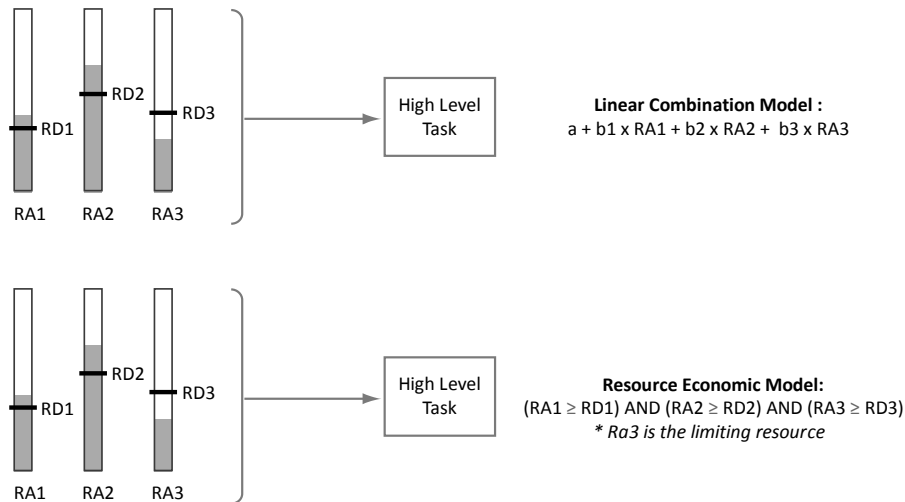 RD1
RD2
RD3
RA1
RA2
RA3
High Level
Task
Linear Combination Model :
a + b1 x RA1 + b2 x RA2 +  b3 x RA3
RD1
RD2
RD3
RA1
RA2
RA3
High Level
Task
Resource Economic Model:
(RA1 ≥ RD1) AND (RA2 ≥ RD2) AND (RA3 ≥ RD3)
* Ra3 is the limiting resource